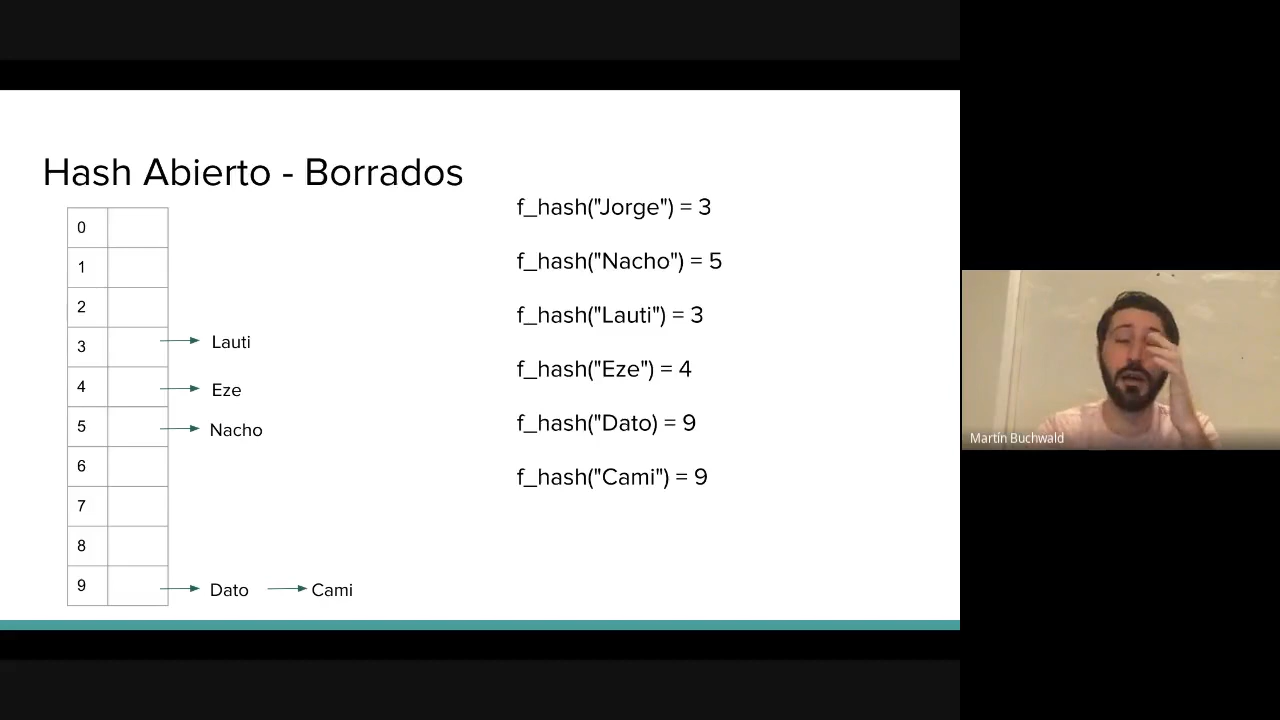 Hash Abierto - Borrados
f_hash("Jorge") = 3
f_hash("Nacho") = 5
f_hash("Lauti") = 3
f_hash("Eze") = 4
f_hash("Dato) = 9
f_hash("Cami") = 9
0
1
2
3 Lauti
4 Eze
5 Nacho
6
7
8
9 Dato Cami
Martín Buchwald